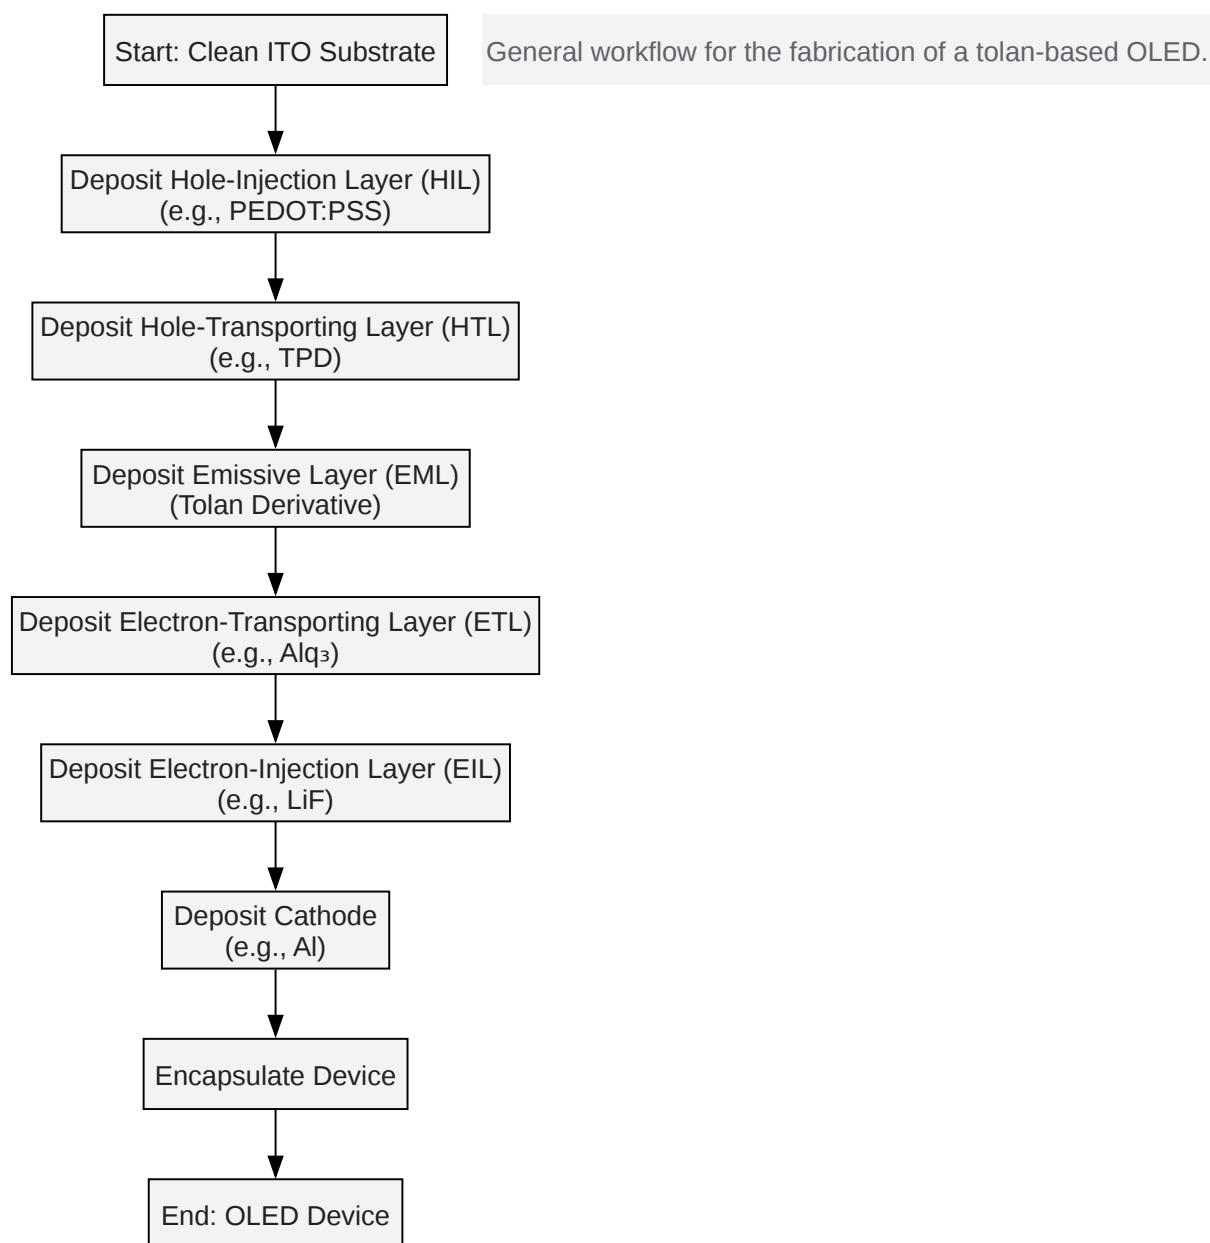 Start: Clean ITO Substrate
General workflow for the fabrication of a tolan-based OLED.
Deposit Hole-Injection Layer (HIL)
(e.g., PEDOT:PSS)
Deposit Hole-Transporting Layer (HTL)
(e.g., TPD)
Deposit Emissive Layer (EML)
(Tolan Derivative)
Deposit Electron-Transporting Layer (ETL)
(e.g., Alq₃)
Deposit Electron-Injection Layer (EIL)
(e.g., LiF)
Deposit Cathode
(e.g., Al)
Encapsulate Device
End: OLED Device